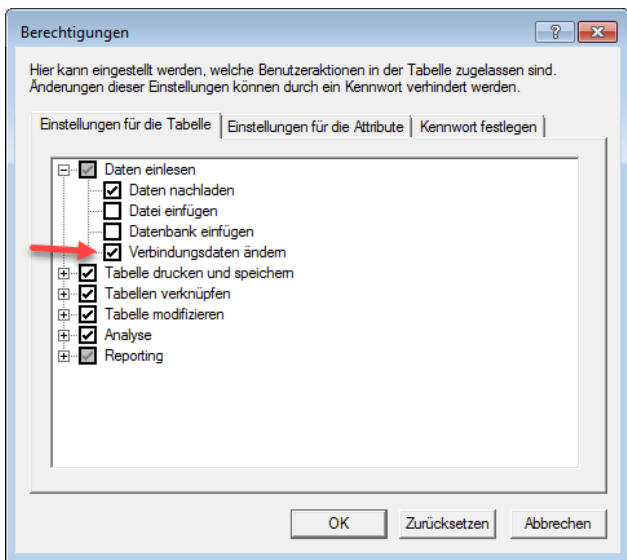 Berechtigungen
Hier kann eingestellt werden, welche Benutzeraktionen in der Tabelle zugelassen sind.
Änderungen dieser Einstellungen können durch ein Kennwort verhindert werden.
Einstellungen für die Tabelle Einstellungen für die Attribute Kennwort festlegen
Daten einlesen
Daten nachladen
Datei einfügen
Datenbank einfügen
Verbindungsdaten ändern
Tabelle drucken und speichern
Tabellen verknüpfen
Tabelle modifizieren
Analyse
Reporting
OK Zurücksetzen Abbrechen